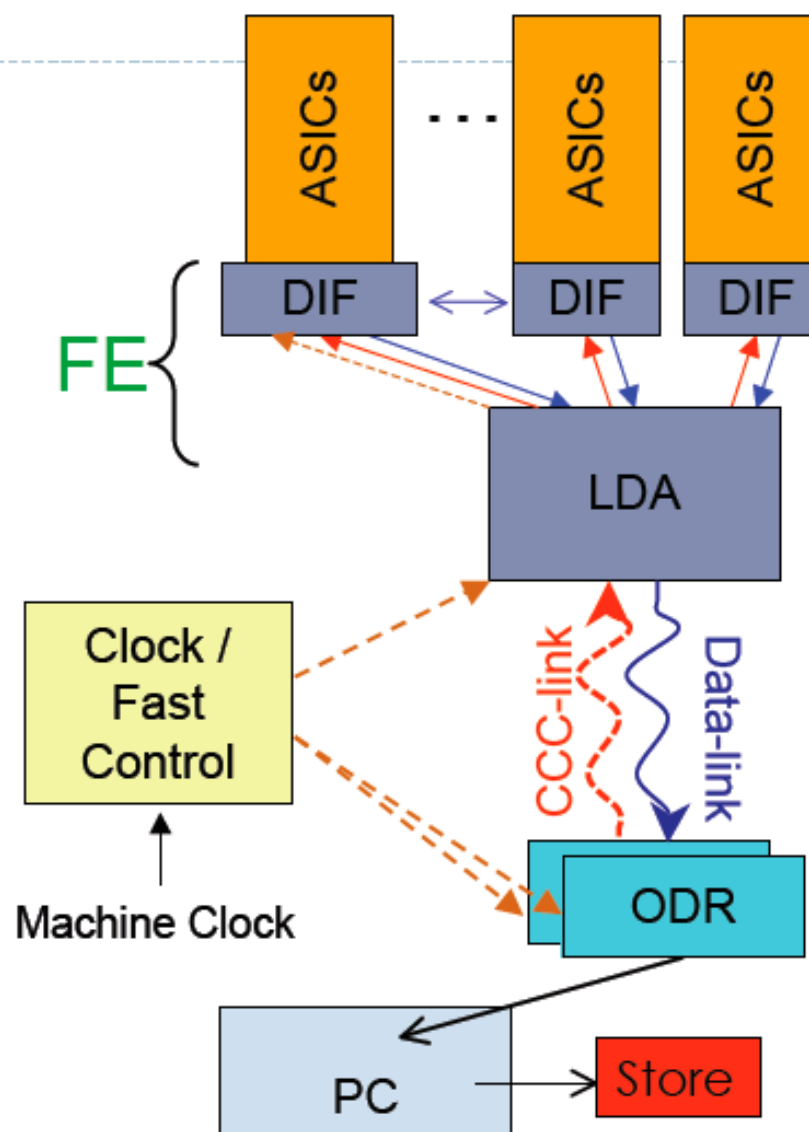 ASICs
...
ASICs
ASICs
DIF
DIF
DIF
FE
LDA
Clock /
Fast
Control
CCC-link
Data-link
ODR
Machine Clock
PC
Store